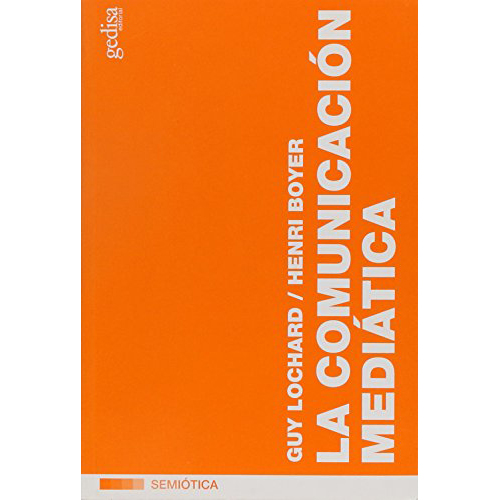 gedisa
editorial
GUY LOCHARD / HENRI BOYER
LA COMUNICACIÓN
MEDIÁTICA
SEMIÓTICA